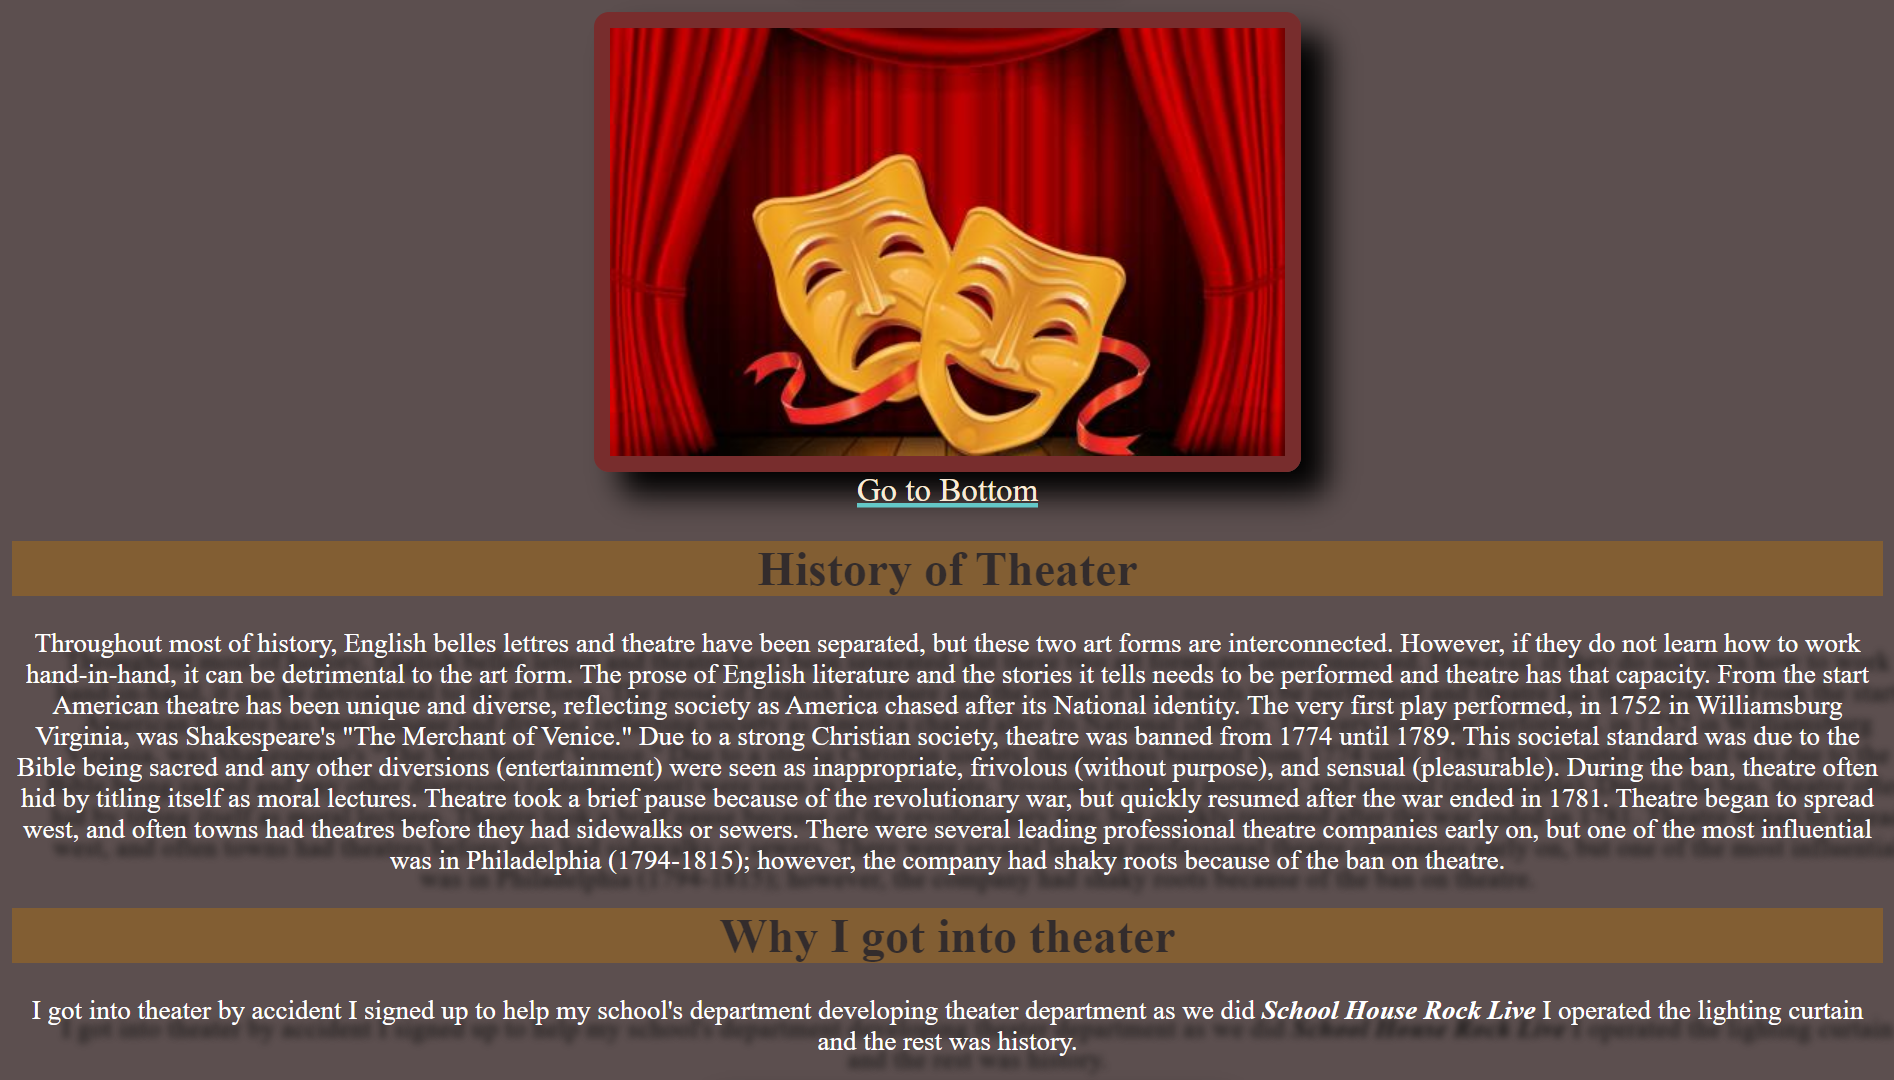 Go to Bottom
History of Theater
Throughout most of history, English belles lettres and theatre have been separated, but these two art forms are interconnected. However, if they do not learn how to work
hand-in-hand, it can be detrimental to the art form. The prose of English literature and the stories it tells needs to be performed and theatre has that capacity. From the start
American theatre has been unique and diverse, reflecting society as America chased after its National identity. The very first play performed, in 1752 in Williamsburg
Virginia, was Shakespeare's "The Merchant of Venice." Due to a strong Christian society, theatre was banned from 1774 until 1789. This societal standard was due to the
Bible being sacred and any other diversions (entertainment) were seen as inappropriate, frivolous (without purpose), and sensual (pleasurable). During the ban, theatre often
hid by titling itself as moral lectures. Theatre took a brief pause because of the revolutionary war, but quickly resumed after the war ended in 1781. Theatre began to spread
west, and often towns had theatres before they had sidewalks or sewers. There were several leading professional theatre companies early on, but one of the most influential
was in Philadelphia (1794-1815); however, the company had shaky roots because of the ban on theatre.
Why I got into theater
I got into theater by accident I signed up to help my school's department developing theater department as we did School House Rock Live I operated the lighting curtain
and the rest was history.